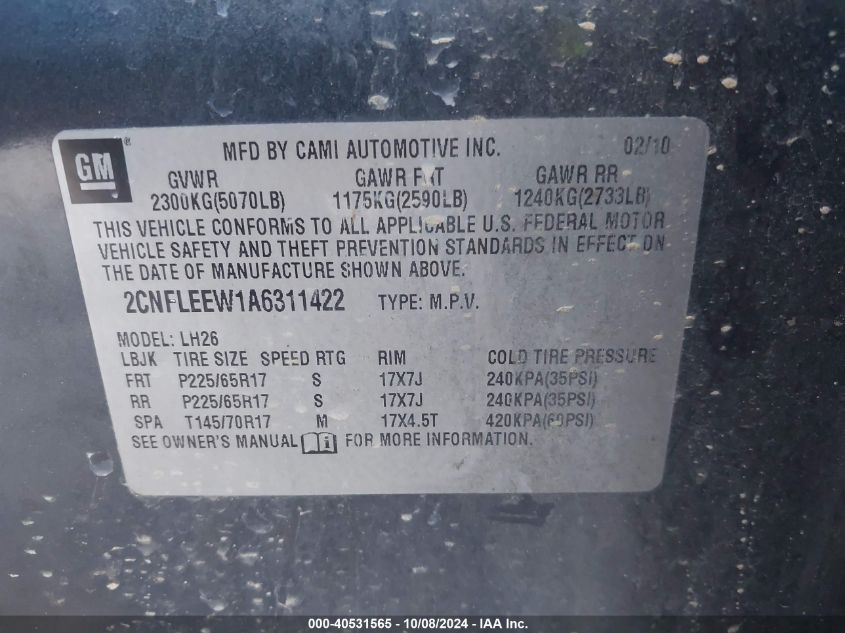 GM ®
MFD BY CAMI AUTOMOTIVE INC. 02/10
GVWR GAWR FNT GAWR RR
2300KG(5070LB) 1175KG(2590LB) 1240KG(2733LB)
THIS VEHICLE CONFORMS TO ALL APPLICABLE U.S. FEDERAL MOTOR
VEHICLE SAFETY AND THEFT PREVENTION STANDARDS IN EFFECT ON
THE DATE OF MANUFACTURE SHOWN ABOVE.
2CNFLEEW1A6311422 TYPE: M.P.V.
MODEL: LH26
LBJK TIRE SIZE SPEED RTG RIM COLD TIRE PRESSURE
FRT P225/65R17 S 17X7J 240KPA(35PSI)
RR P225/65R17 S 17X7J 240KPA(35PSI)
SPA T145/70R17 M 17X4.5T 420KPA(60PSI)
SEE OWNER'S MANUAL i FOR MORE INFORMATION.
000-40531565 - 10/08/2024 - IAA Inc.